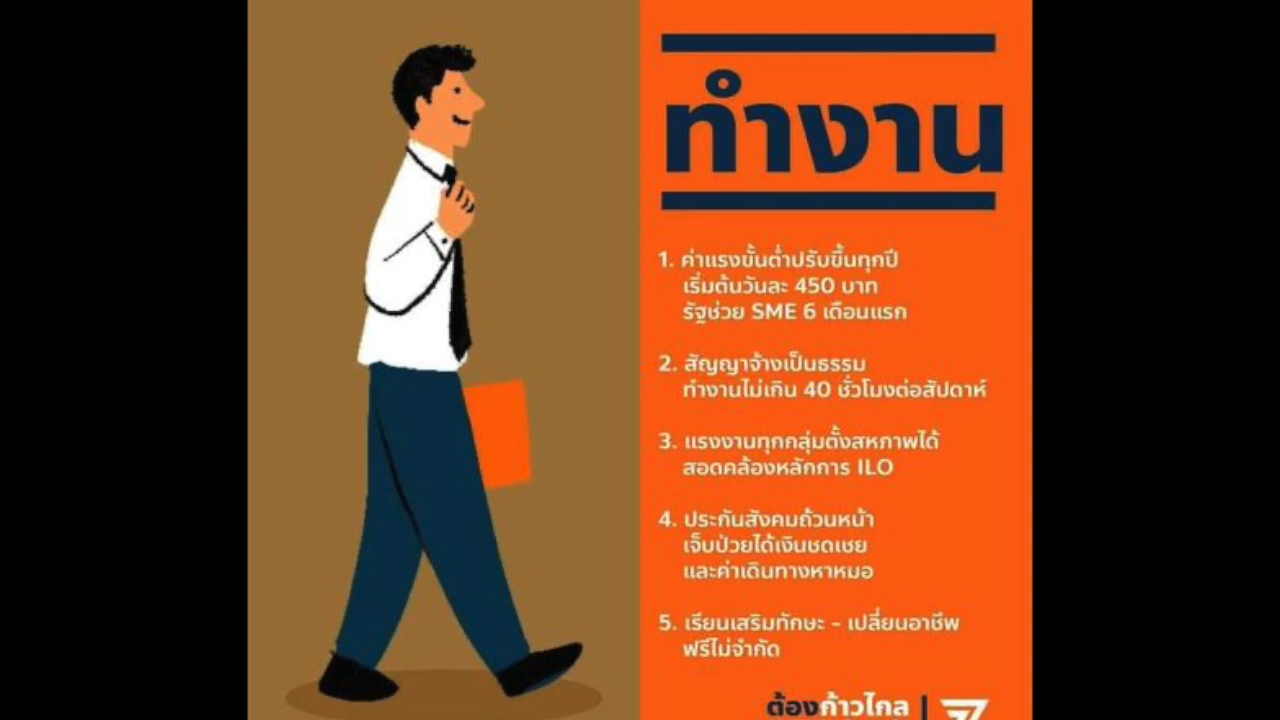 ทำงาน
1. ค่าแรงขั้นต่ำปรับขึ้นทุกปี
เริ่มต้นวันละ 450 บาท
รัฐช่วย SME 6 เดือนแรก
2. สัญญาจ้างเป็นธรรม
ทำงานไม่เกิน 40 ชั่วโมงต่อสัปดาห์
3. แรงงานทุกกลุ่มตั้งสหภาพได้
สอดคล้องหลักการ ILO
4. ประกันสังคมถ้วนหน้า
เจ็บป่วยได้เงินชดเชย
และค่าเดินทางหาหมอ
5. เรียนเสริมทักษะ - เปลี่ยนอาชีพ
ฟรีไม่จำกัด
ต้องก้าวไกล |